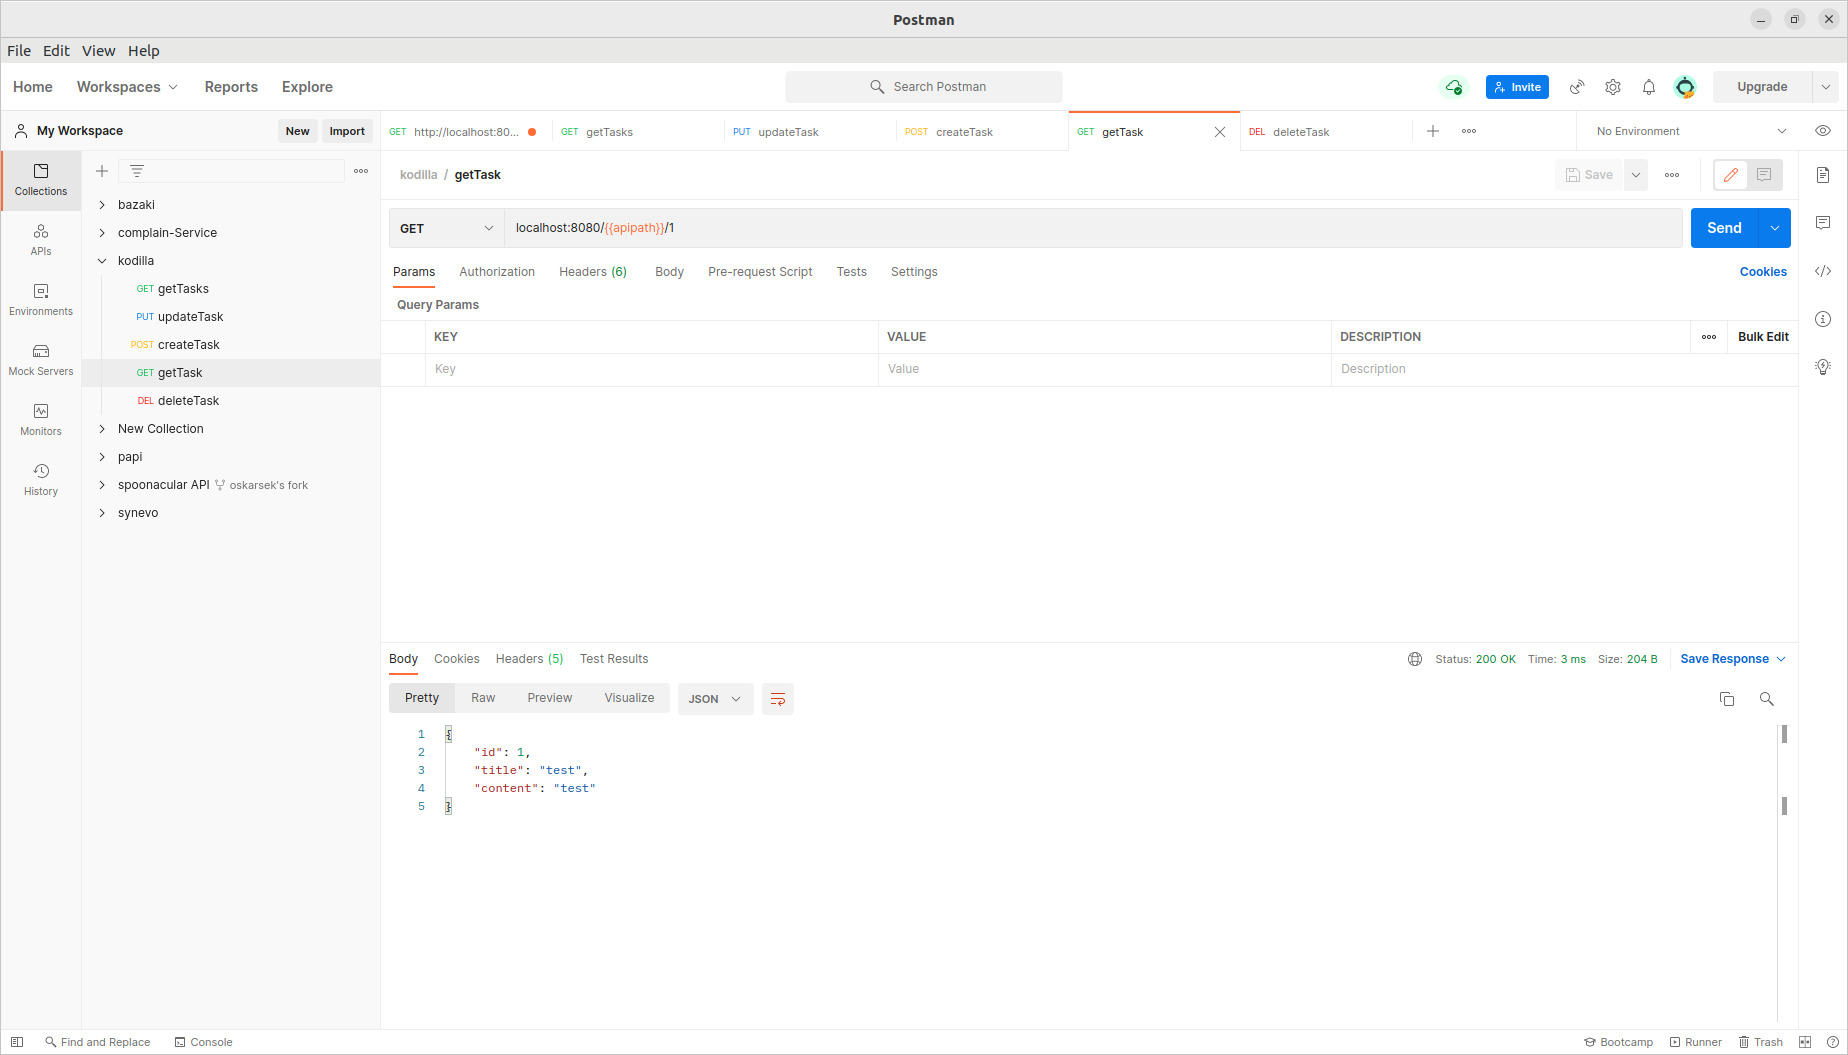 Postman
File Edit View Help
Home Workspaces Reports Explore Search Postman Invite Upgrade
My Workspace New Import
GET http://localhost:80... GET getTasks PUT updateTask POST createTask GET getTask DEL deleteTask No Environment
Collections
APIs
Environments
Mock Servers
Monitors
History
bazaki
complain-Service
kodilla
GET getTasks
PUT updateTask
POST createTask
GET getTask
DEL deleteTask
New Collection
papi
spoonacular API oskarsek's fork
synevo
kodilla / getTask Save
GET localhost:8080/{{apipath}}/1 Send
Params Authorization Headers (6) Body Pre-request Script Tests Settings Cookies
Query Params
KEY VALUE DESCRIPTION Bulk Edit
Key Value Description
Body Cookies Headers (5) Test Results Status: 200 OK Time: 3 ms Size: 204 B Save Response
Pretty Raw Preview Visualize JSON
1 {
2 "id": 1,
3 "title": "test",
4 "content": "test"
5 }
Find and Replace Console Bootcamp Runner Trash